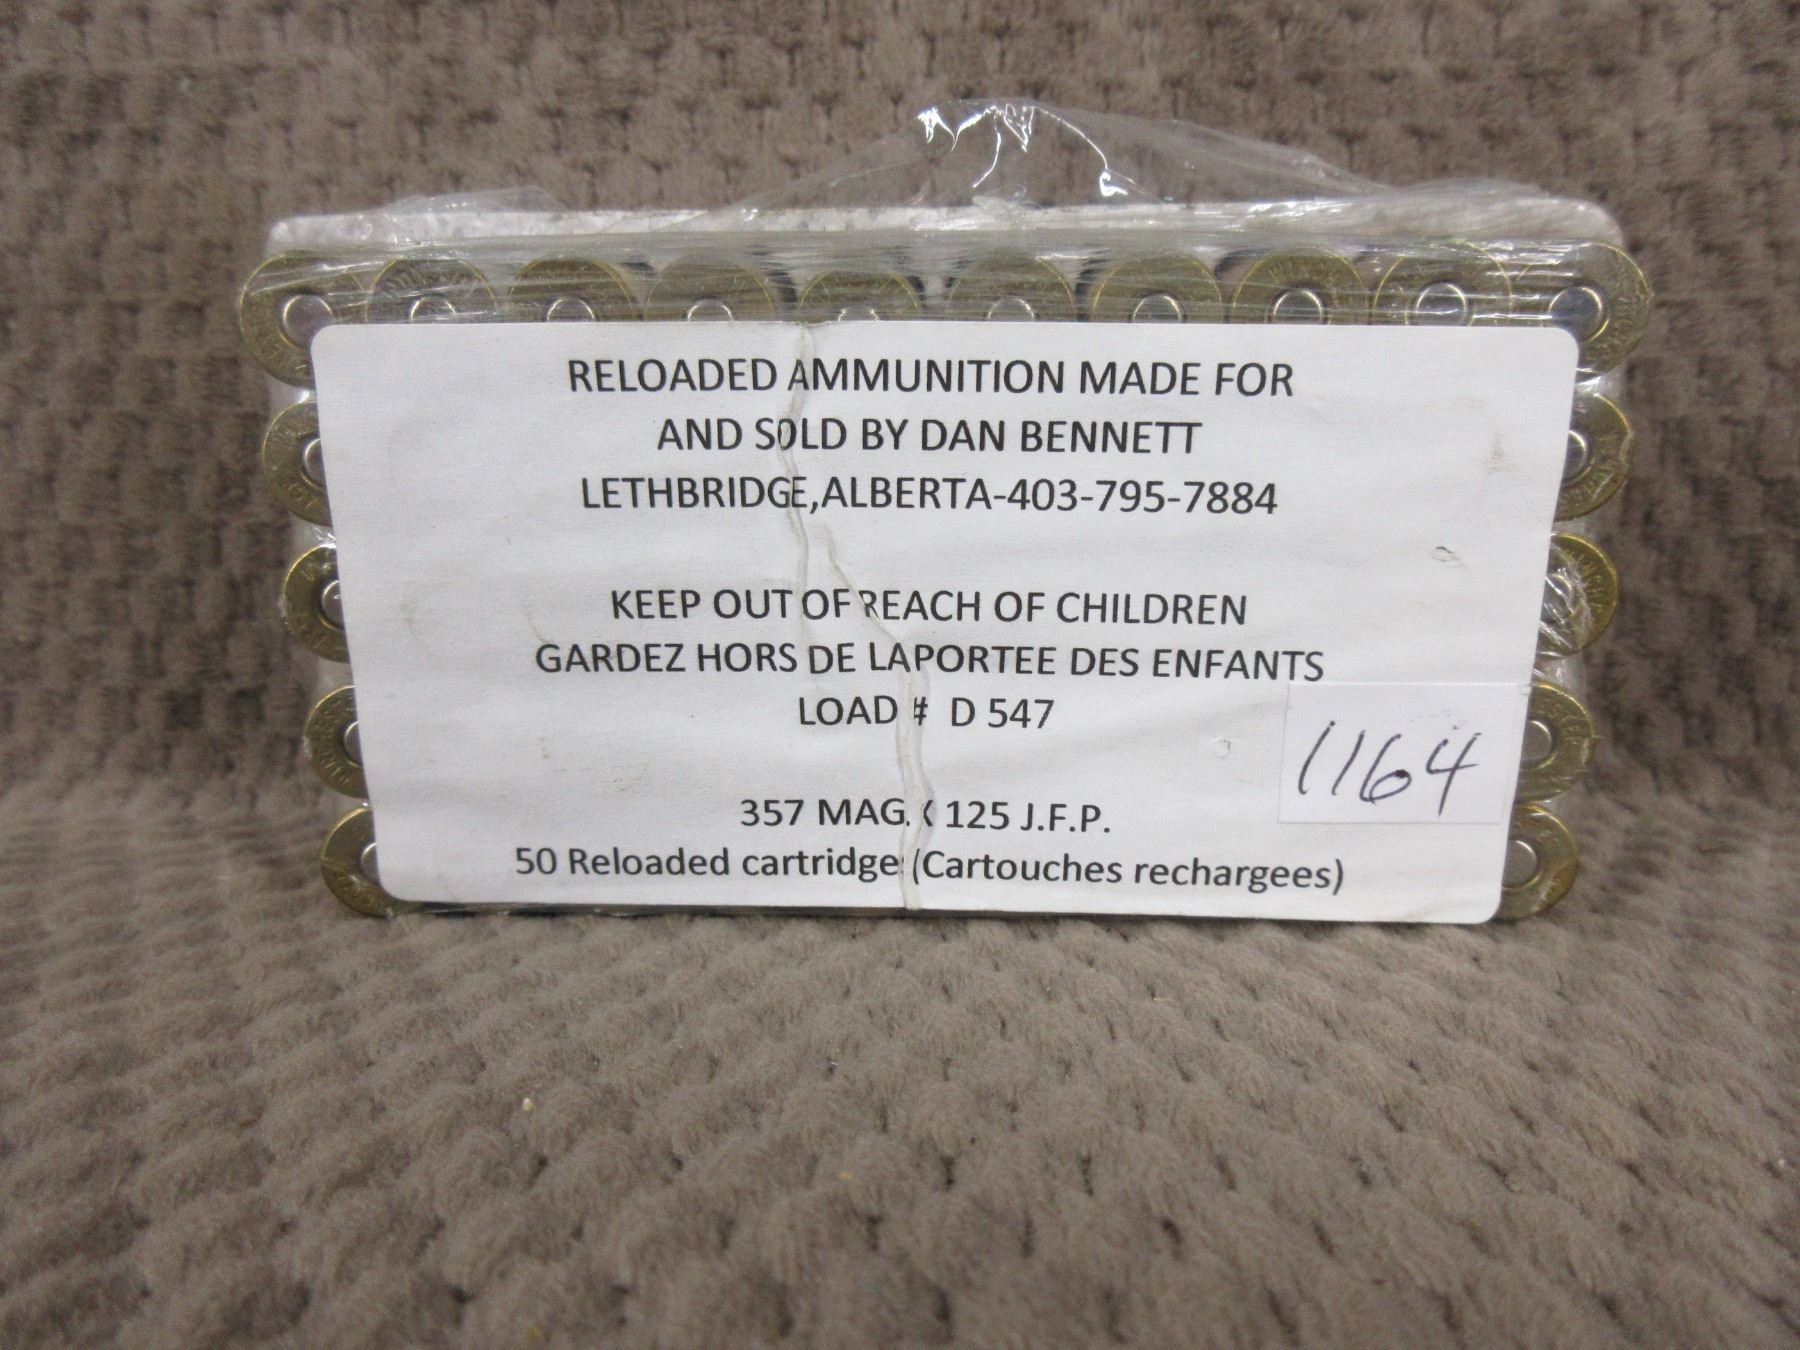 RELOADED AMMUNITION MADE FOR
AND SOLD BY DAN BENNETT
LETHBRIDGE,ALBERTA-403-795-7884
KEEP OUT OF REACH OF CHILDREN
GARDEZ HORS DE LAPORTEE DES ENFANTS
LOAD # D 547
1164
357 MAG. X 125 J.F.P.
50 Reloaded cartridges (Cartouches rechargees)